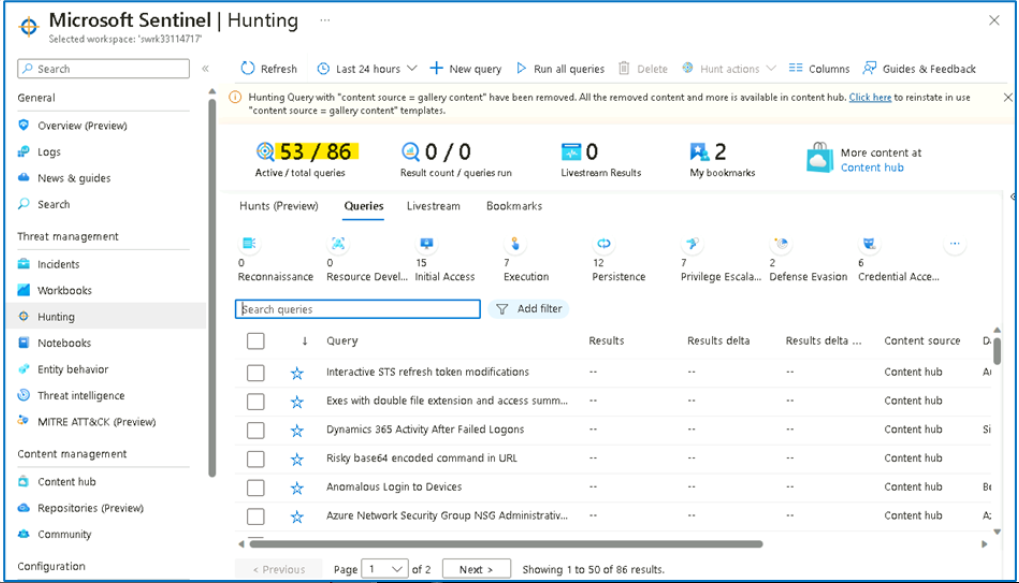 Microsoft Sentinel | Hunting ...
Selected workspace: 'swrk33114717'
Search «
Refresh Last 24 hours New query Run all queries Delete Hunt actions Columns Guides & Feedback
Hunting Query with "content source = gallery content" have been removed. All the removed content and more is available in content hub. Click here to reinstate in use
"content source = gallery content" templates.
General
Overview (Preview)
Logs
News & guides
Search
Threat management
Incidents
Workbooks
Hunting
Notebooks
Entity behavior
Threat intelligence
MITRE ATT&CK (Preview)
Content management
Content hub
Repositories (Preview)
Community
Configuration
53 / 86
Active / total queries
0 / 0
Result count / queries run
0
Livestream Results
2
My bookmarks
More content at
Content hub
Hunts (Preview) Queries Livestream Bookmarks
0
Reconnaissance
0
Resource Devel...
15
Initial Access
7
Execution
12
Persistence
7
Privilege Escala...
2
Defense Evasion
6
Credential Acce...
...
Search queries
Add filter
↓ Query Results Results delta Results delta ... Content source D
Interactive STS refresh token modifications -- -- -- Content hub
Exes with double file extension and access summ... -- -- -- Content hub
Dynamics 365 Activity After Failed Logons -- -- -- Content hub Si
Risky base64 encoded command in URL -- -- -- Content hub
Anomalous Login to Devices -- -- -- Content hub
Azure Network Security Group NSG Administrativ... -- -- -- Content hub
< Previous Page 1 of 2 Next > Showing 1 to 50 of 86 results.